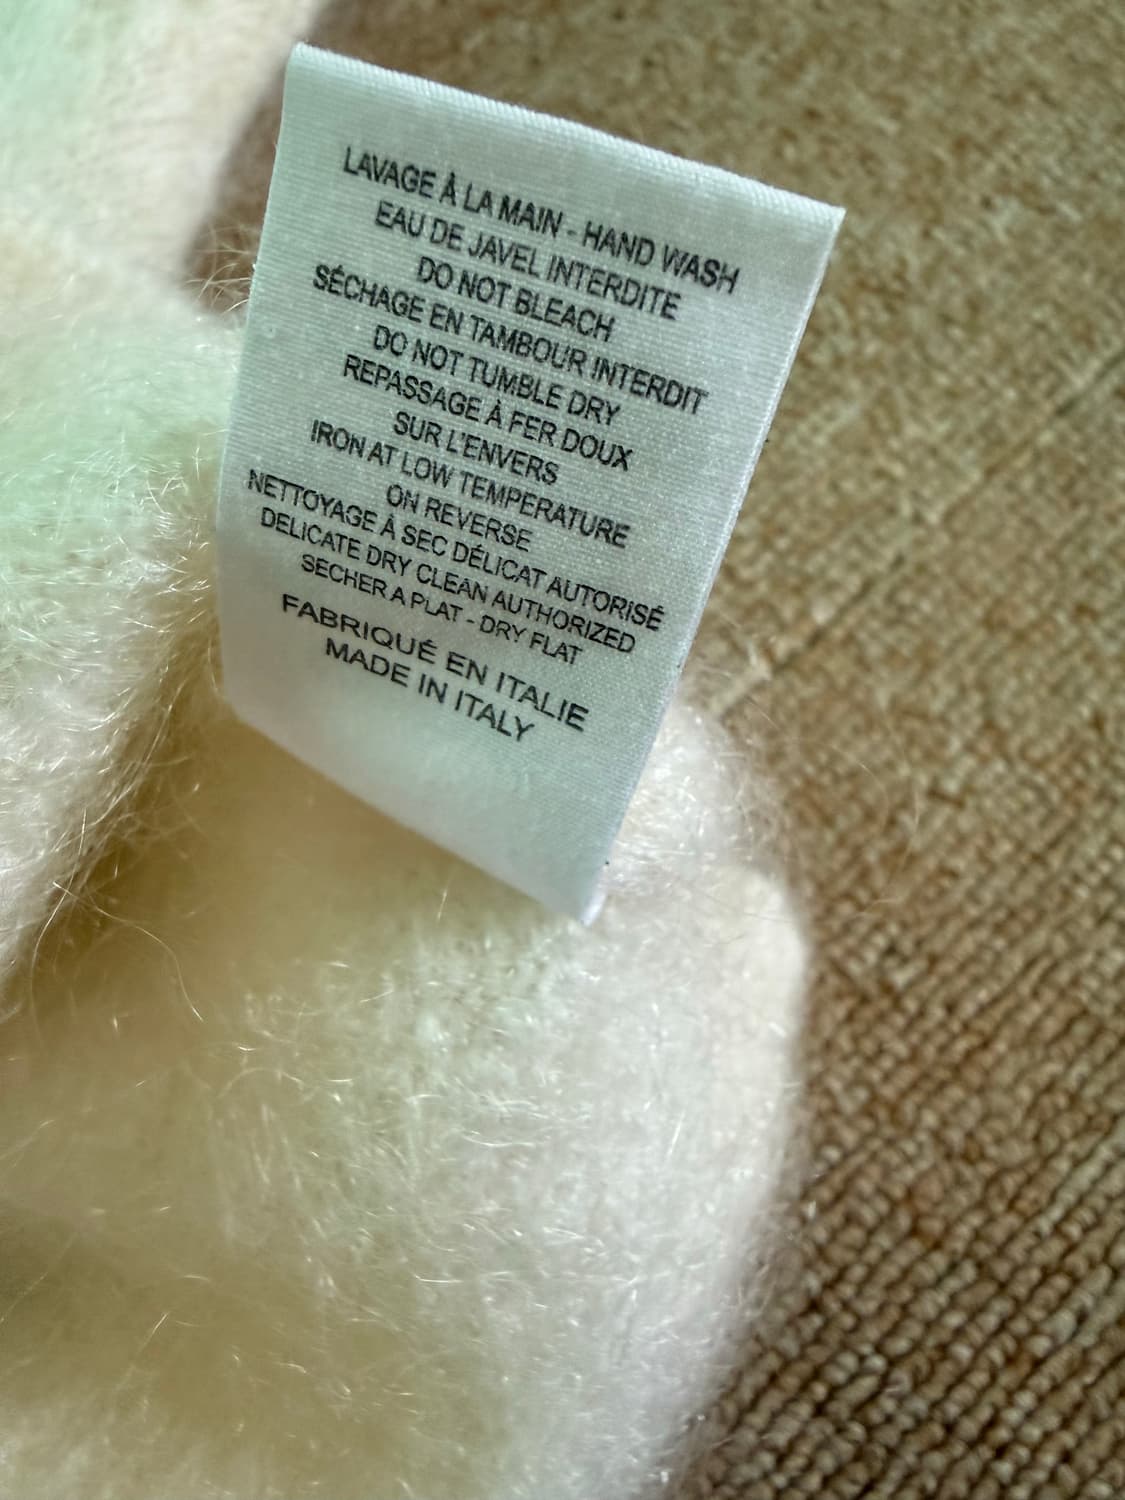 LAVAGE À LA MAIN - HAND WASH
EAU DE JAVEL INTERDITE
DO NOT BLEACH
SÉCHAGE EN TAMBOUR INTERDIT
DO NOT TUMBLE DRY
REPASSAGE À FER DOUX
SUR L'ENVERS
IRON AT LOW TEMPERATURE
ON REVERSE
NETTOYAGE À SEC DÉLICAT AUTORISÉ
DELICATE DRY CLEAN AUTHORIZED
SECHER A PLAT - DRY FLAT
FABRIQUÉ EN ITALIE
MADE IN ITALY